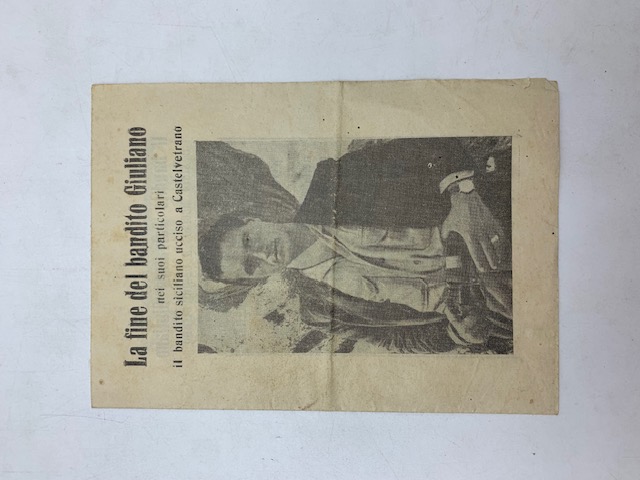 La fine del bandito Giuliano
nei suoi particolari
il bandito siciliano ucciso a Castelvetrano